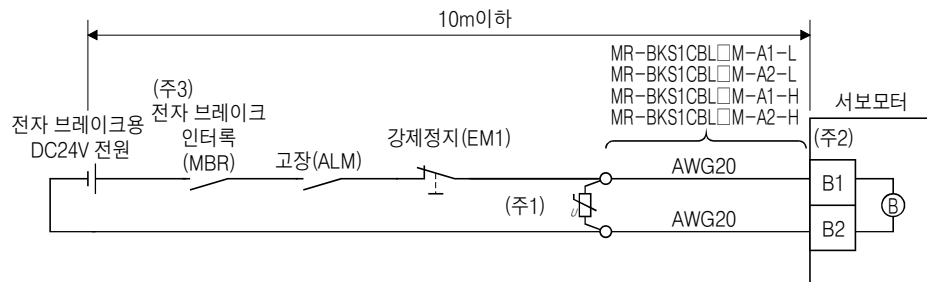 10m이하
MR-BKS1CBL□M-A1-L
MR-BKS1CBL□M-A2-L
MR-BKS1CBL□M-A1-H
MR-BKS1CBL□M-A2-H
서보모터
(주3)
전자 브레이크용
DC24V 전원
전자 브레이크
인터록
(MBR)
고장(ALM)
강제정지(EM1)
(주2)
AWG20
B1
(주1)
U
B
AWG20
B2